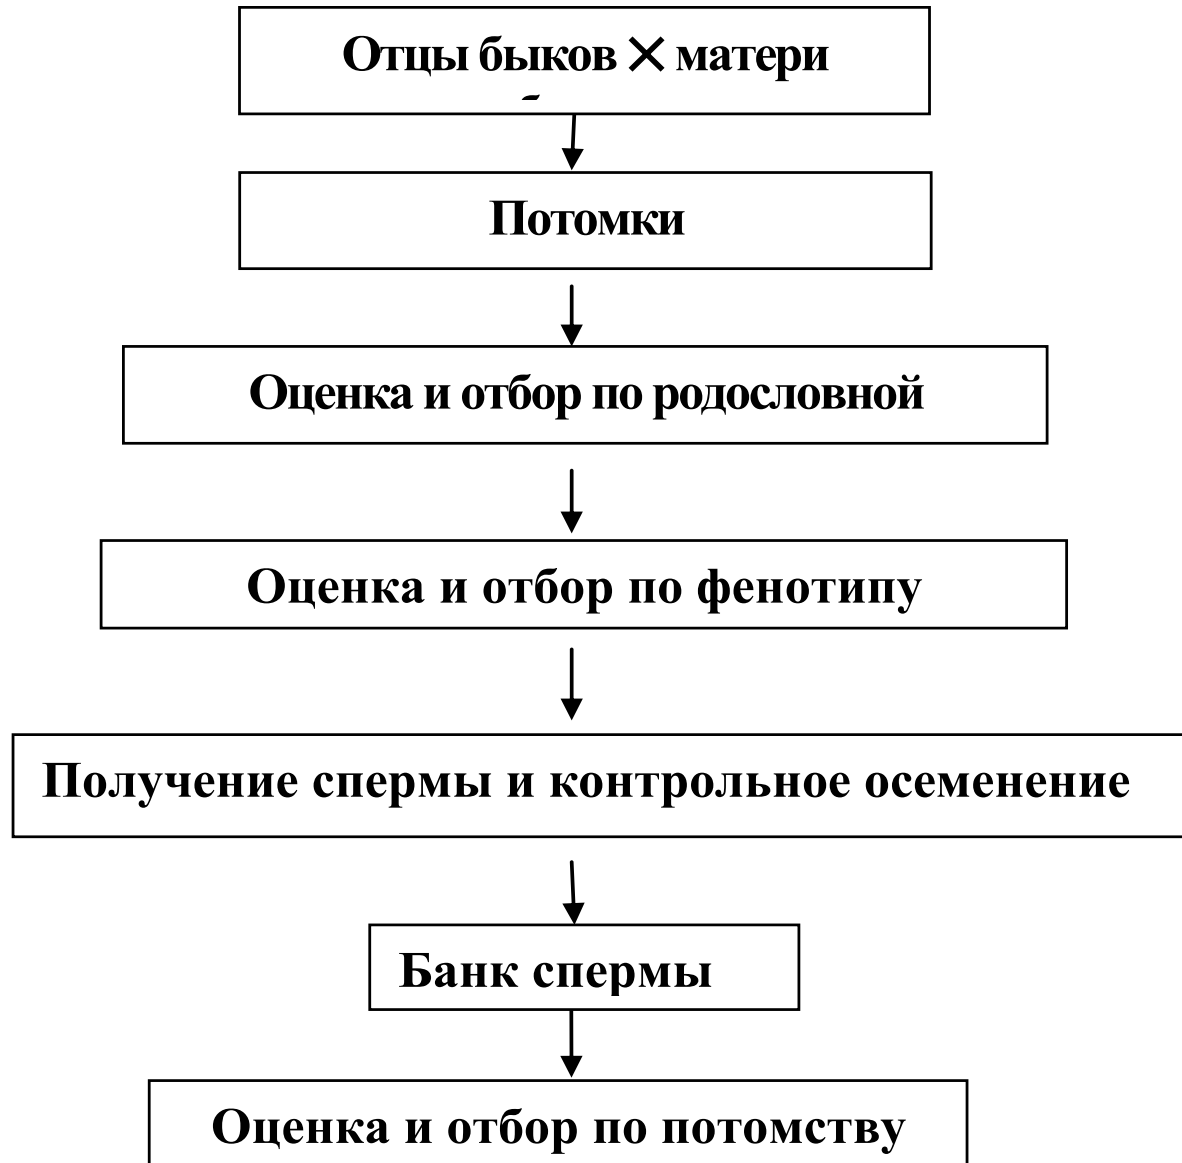 Отцы быков × матери
Потомки
Оценка и отбор по родословной
Оценка и отбор по фенотипу
Получение спермы и контрольное осеменение
Банк спермы
Оценка и отбор по потомству